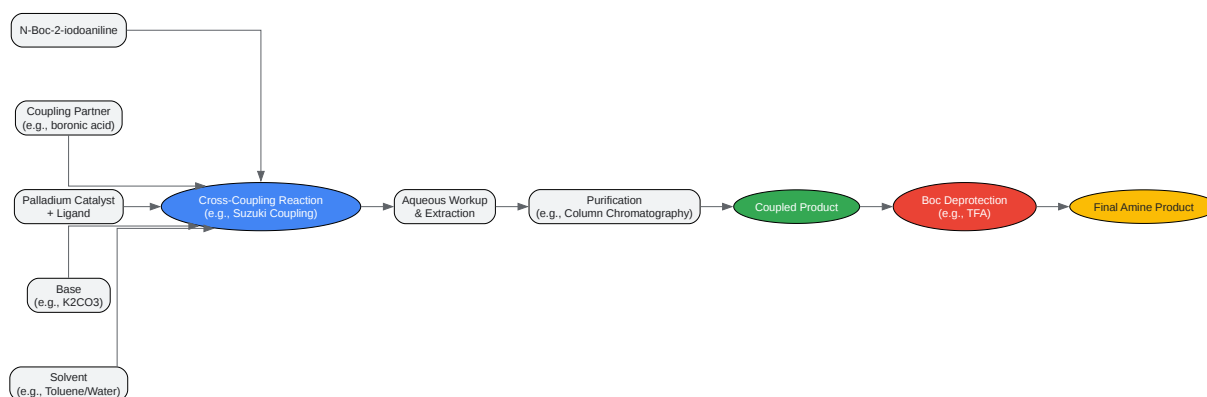 N-Boc-2-iodoaniline
Coupling Partner
(e.g., boronic acid)
Palladium Catalyst
+ Ligand
Cross-Coupling Reaction
(e.g., Suzuki Coupling)
Aqueous Workup
& Extraction
Purification
(e.g., Column Chromatography)
Coupled Product
Boc Deprotection
(e.g., TFA)
Final Amine Product
Base
(e.g., K2CO3)
Solvent
(e.g., Toluene/Water)